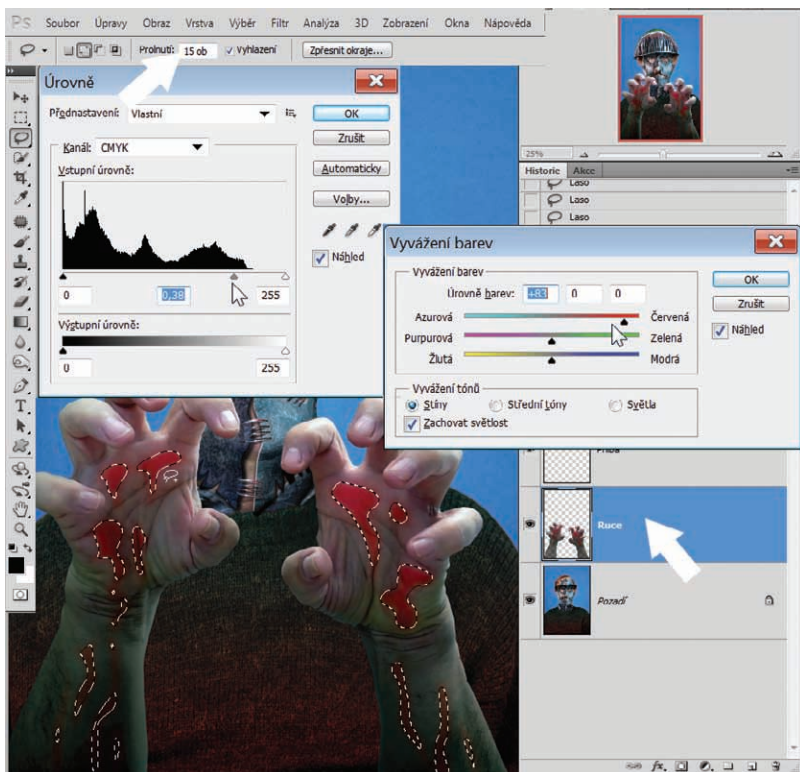 PS Soubor Úpravy Obraz Vrstva Výběr Filtr Analýza 3D Zobrazení Okna Nápověda
Prolnutí: 15 ob Vyhlazení Zpřesnit okraje...
Úrovně
Přednastavení: Vlastní
OK
Zrušit
Automaticky
Volby...
Náhled
Kanál: CMYK
Vstupní úrovně:
0 0,38 255
Výstupní úrovně:
0 255
25%
Historie Akce
Laso
Laso
Laso
Vyvážení barev
Vyvážení barev
Úrovně barev: +83 0 0
Azurová Červená
Purpurová Zelená
Žlutá Modrá
OK
Zrušit
Náhled
Vyvážení tónů
Stíny Střední tóny Světla
Zachovat světlost
Ruce
Pozadí
T
fx